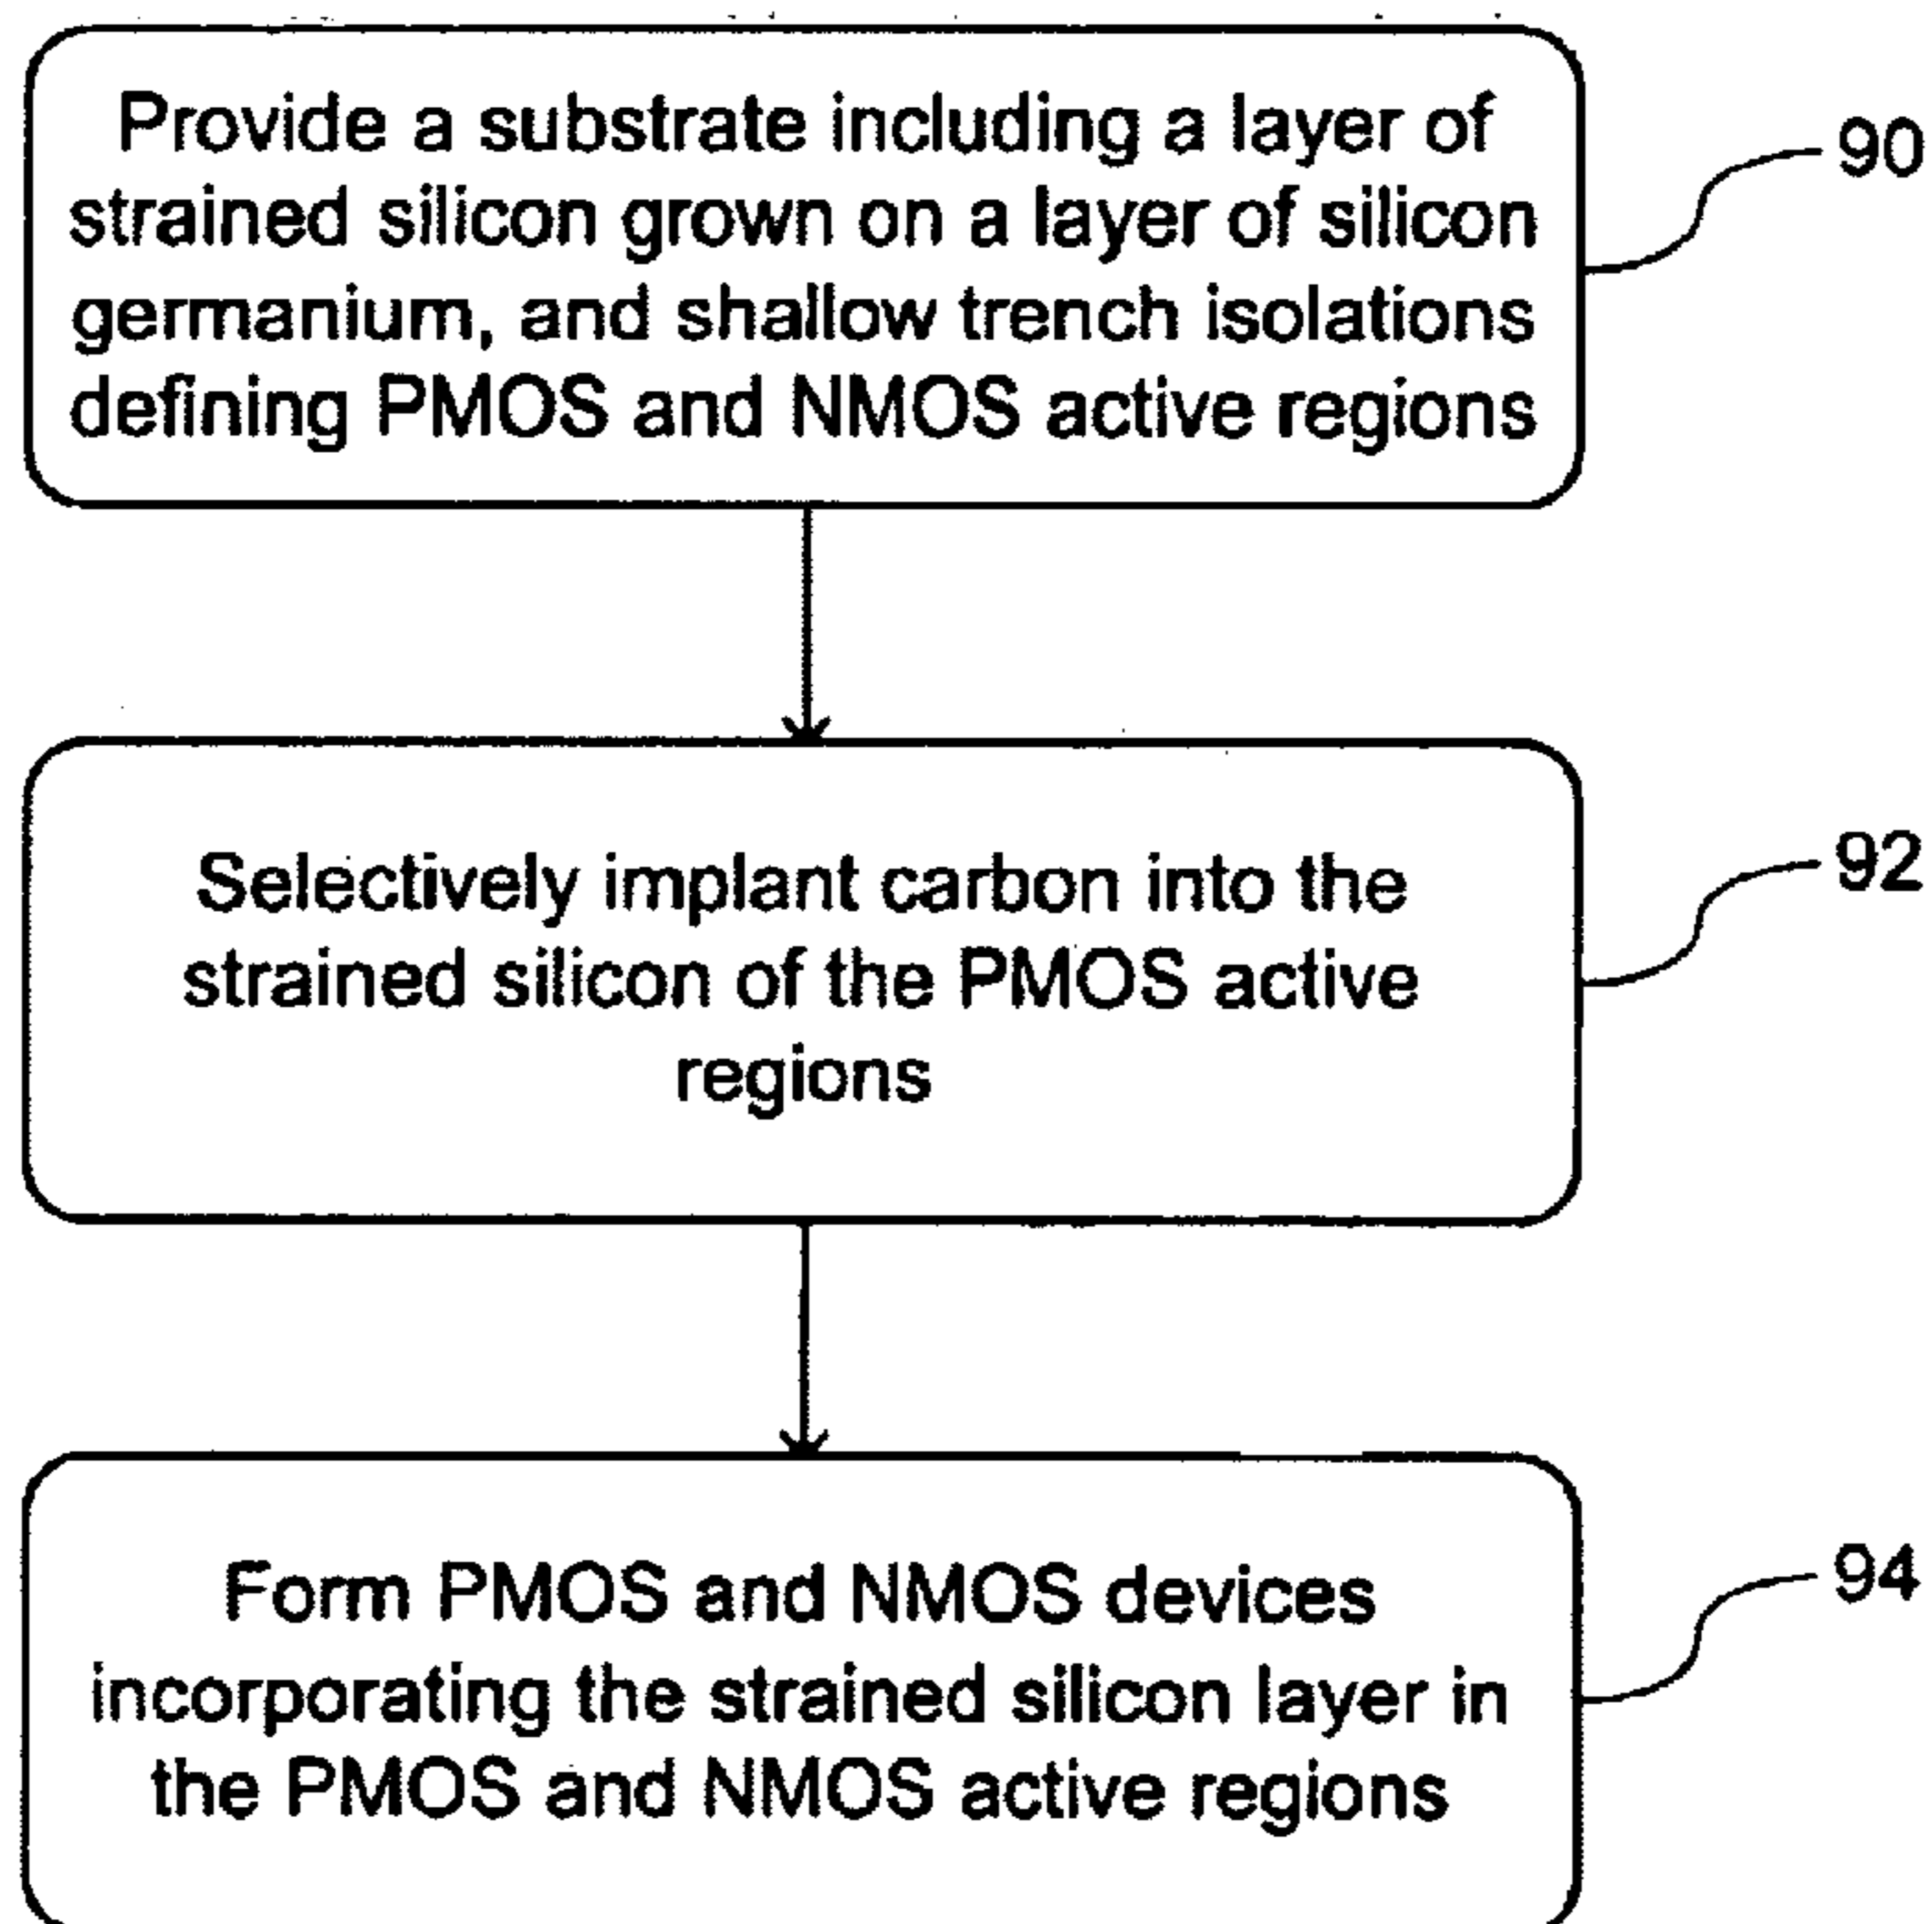 Provide a substrate including a layer of
strained silicon grown on a layer of silicon
germanium, and shallow trench isolations
defining PMOS and NMOS active regions
90
Selectively implant carbon into the
strained silicon of the PMOS active
regions
92
Form PMOS and NMOS devices
incorporating the strained silicon layer in
the PMOS and NMOS active regions
94